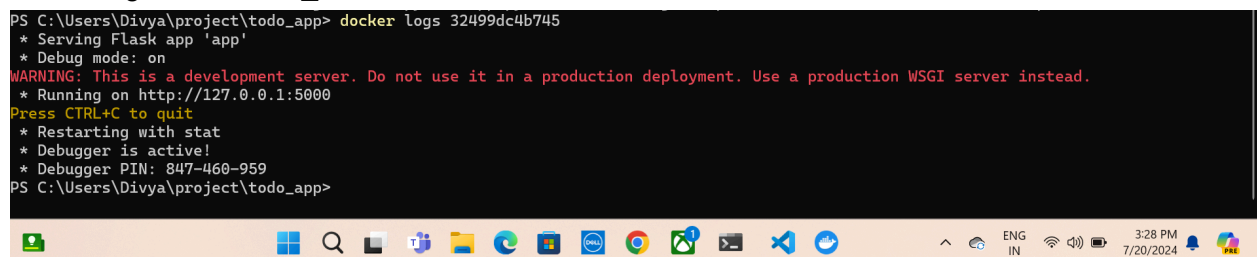 PS C:\Users\Divya\project\todo_app> docker logs 32499dc4b745
 * Serving Flask app 'app'
 * Debug mode: on
WARNING: This is a development server. Do not use it in a production deployment. Use a production WSGI server instead.
 * Running on http://127.0.0.1:5000
Press CTRL+C to quit
 * Restarting with stat
 * Debugger is active!
 * Debugger PIN: 847-460-959
PS C:\Users\Divya\project\todo_app>
DELL
1
ENG
IN
3:28 PM
7/20/2024
PRE